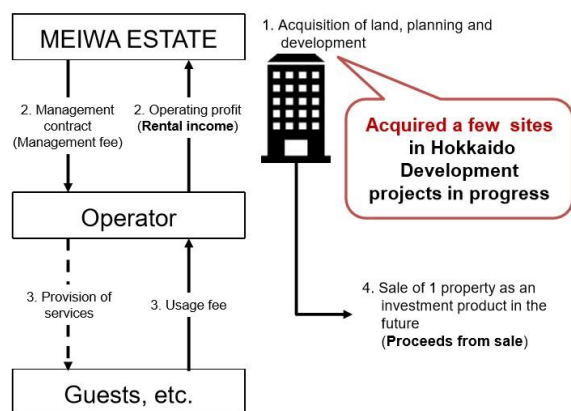 MEIWA ESTATE
1. Acquisition of land, planning and
development
2. Management
contract
(Management fee)
2. Operating profit
(Rental income)
Acquired a few sites
in Hokkaido
Development
projects in progress
Operator
3. Provision of
services
3. Usage fee
4. Sale of 1 property as an
investment product in the
future
(Proceeds from sale)
Guests, etc.